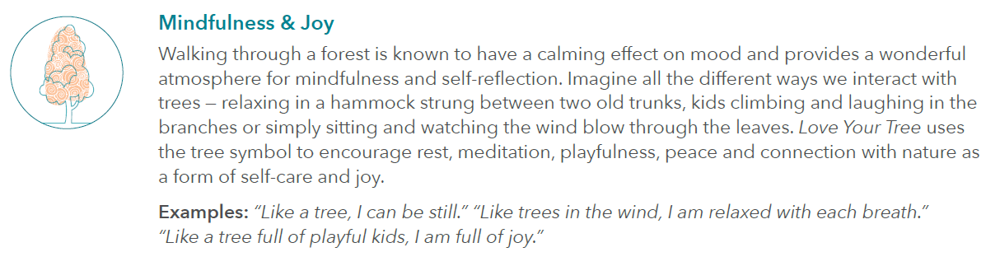 Mindfulness & Joy
Walking through a forest is known to have a calming effect on mood and provides a wonderful
atmosphere for mindfulness and self-reflection. Imagine all the different ways we interact with
trees — relaxing in a hammock strung between two old trunks, kids climbing and laughing in the
branches or simply sitting and watching the wind blow through the leaves. Love Your Tree uses
the tree symbol to encourage rest, meditation, playfulness, peace and connection with nature as
a form of self-care and joy.
Examples: “Like a tree, I can be still.” “Like trees in the wind, I am relaxed with each breath.”
“Like a tree full of playful kids, I am full of joy.”